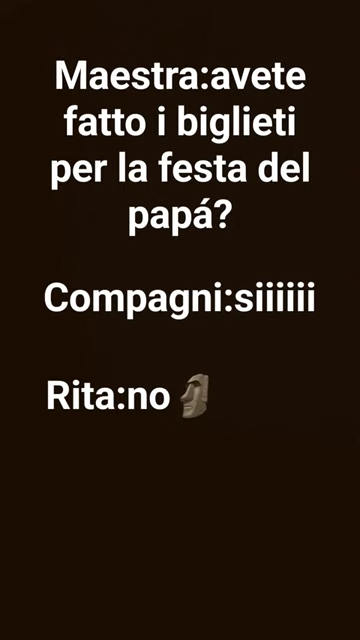 Maestra:avete
fatto i biglieti
per la festa del
papá?
Compagni:siiiiii
Rita:no🗿